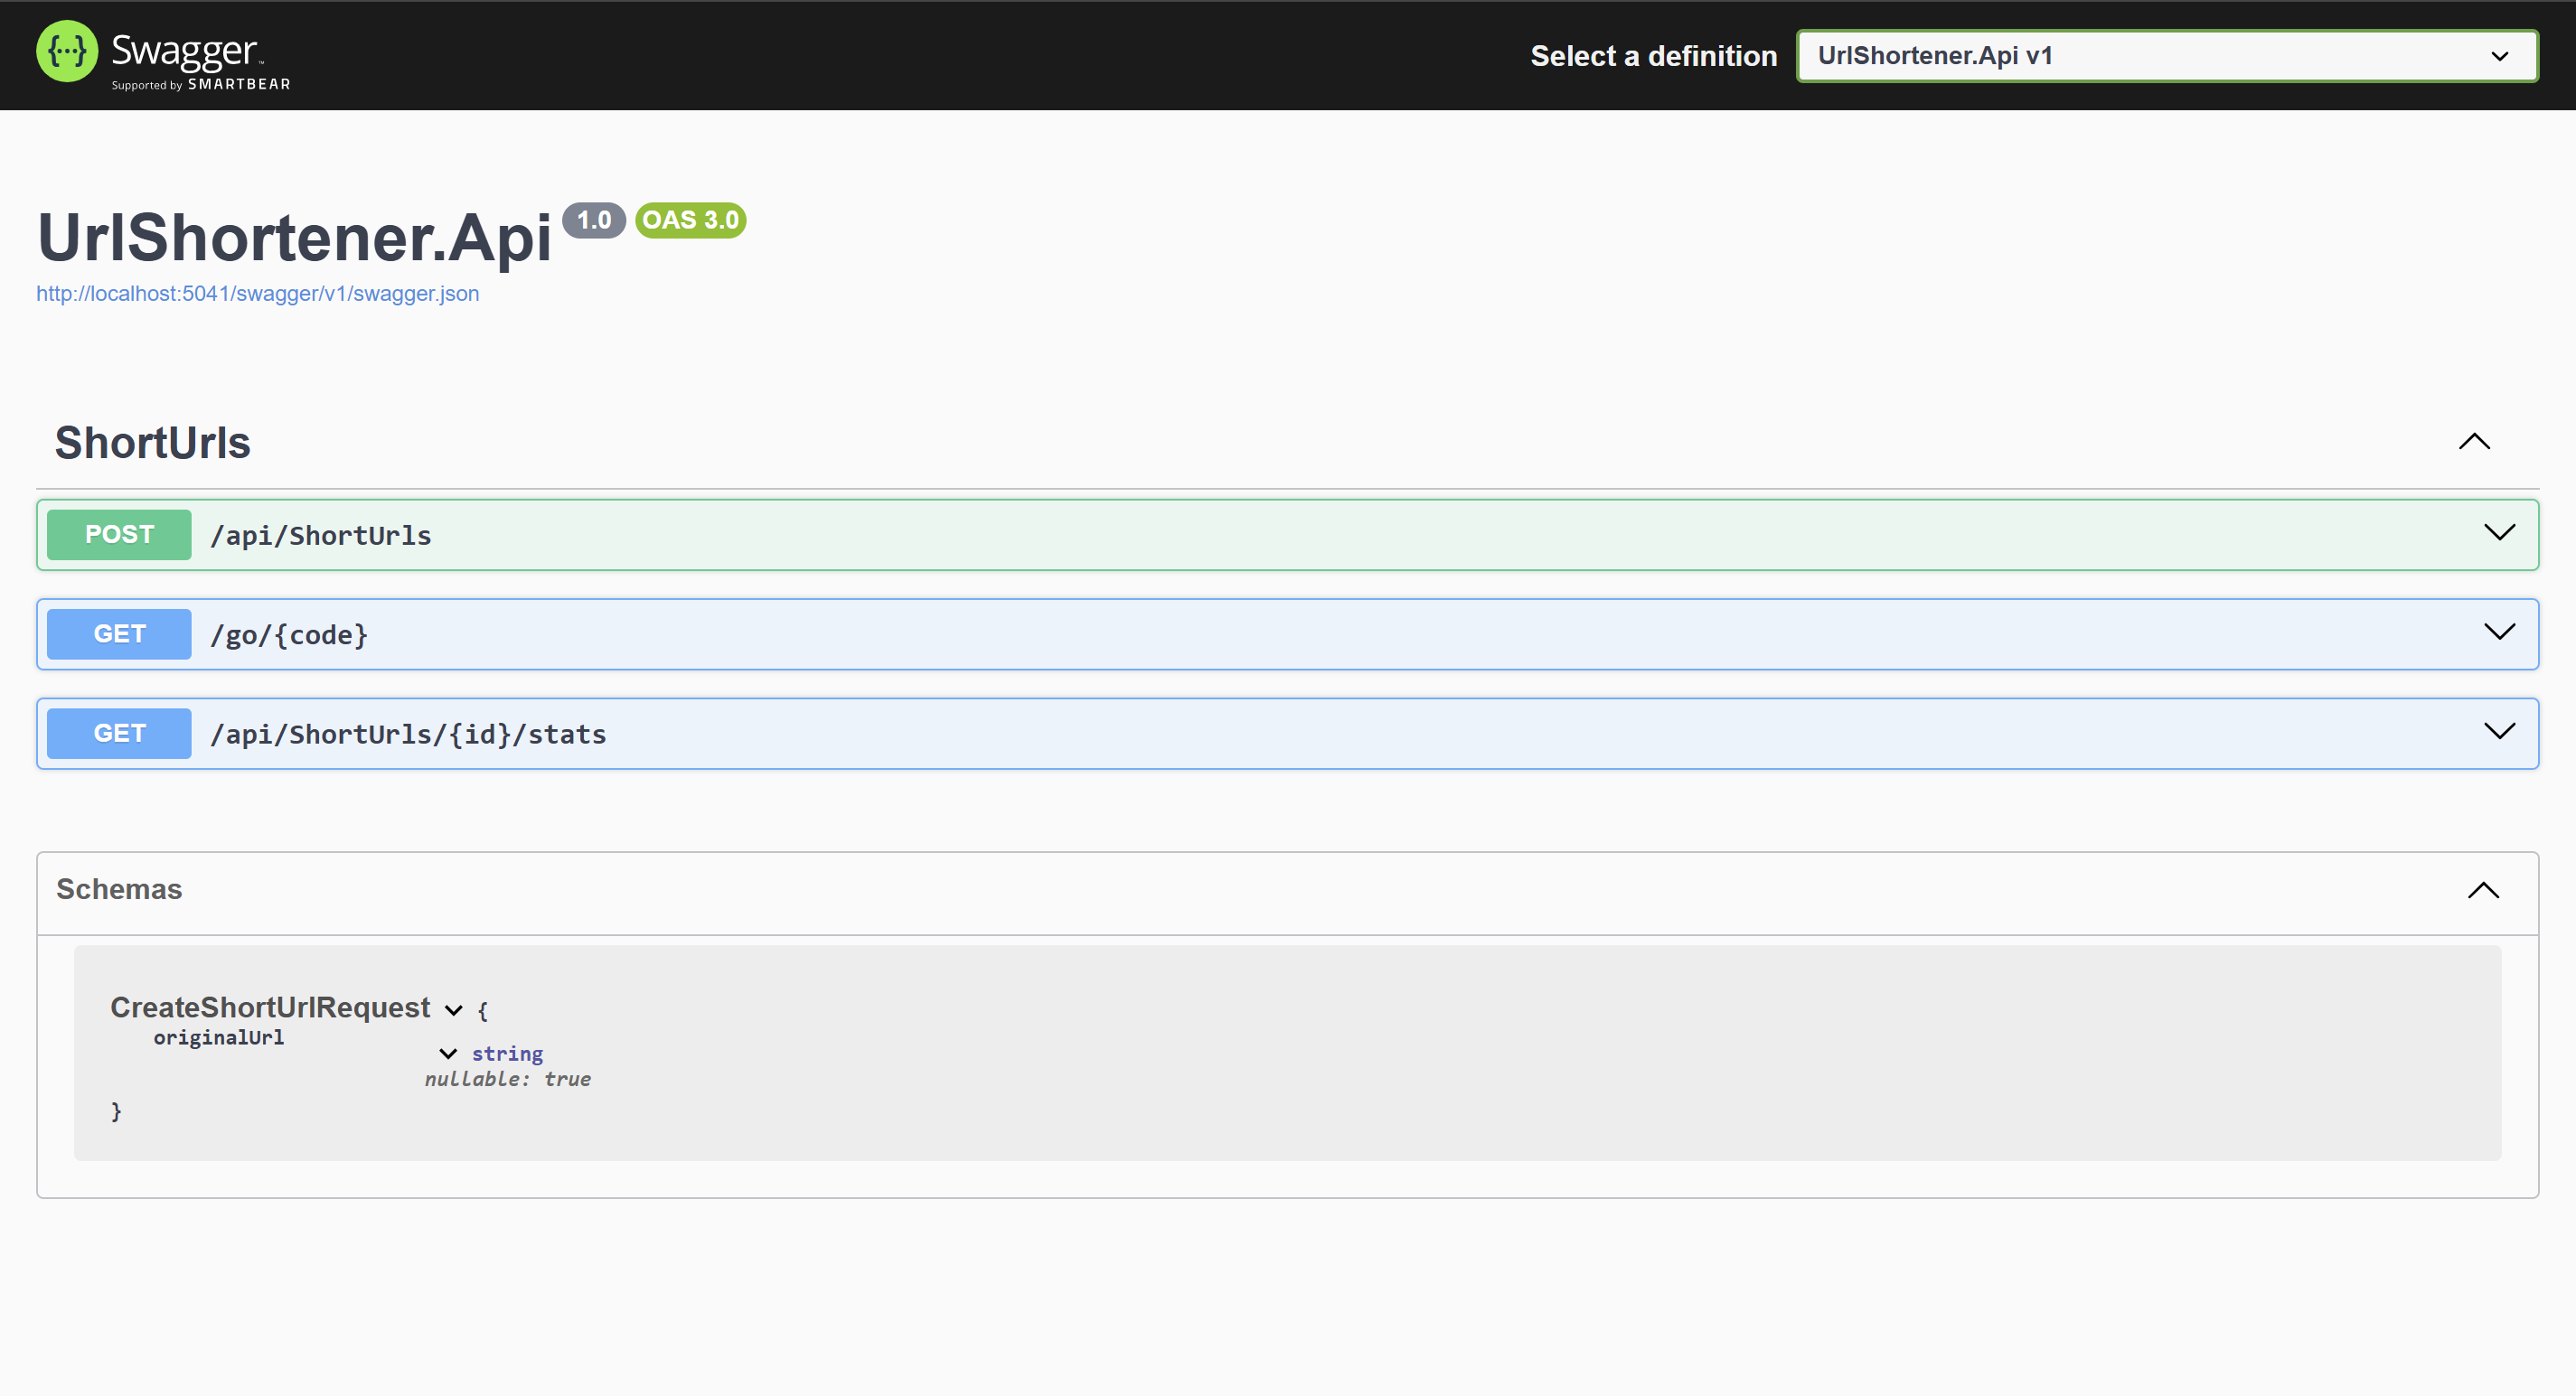 Swagger™
Supported by SMARTBEAR
Select a definition
UrlShortener.Api v1
UrlShortener.Api 1.0 OAS 3.0
http://localhost:5041/swagger/v1/swagger.json
ShortUrls
POST /api/ShortUrls
GET /go/{code}
GET /api/ShortUrls/{id}/stats
Schemas
CreateShortUrlRequest {
originalUrl
string
nullable: true
}